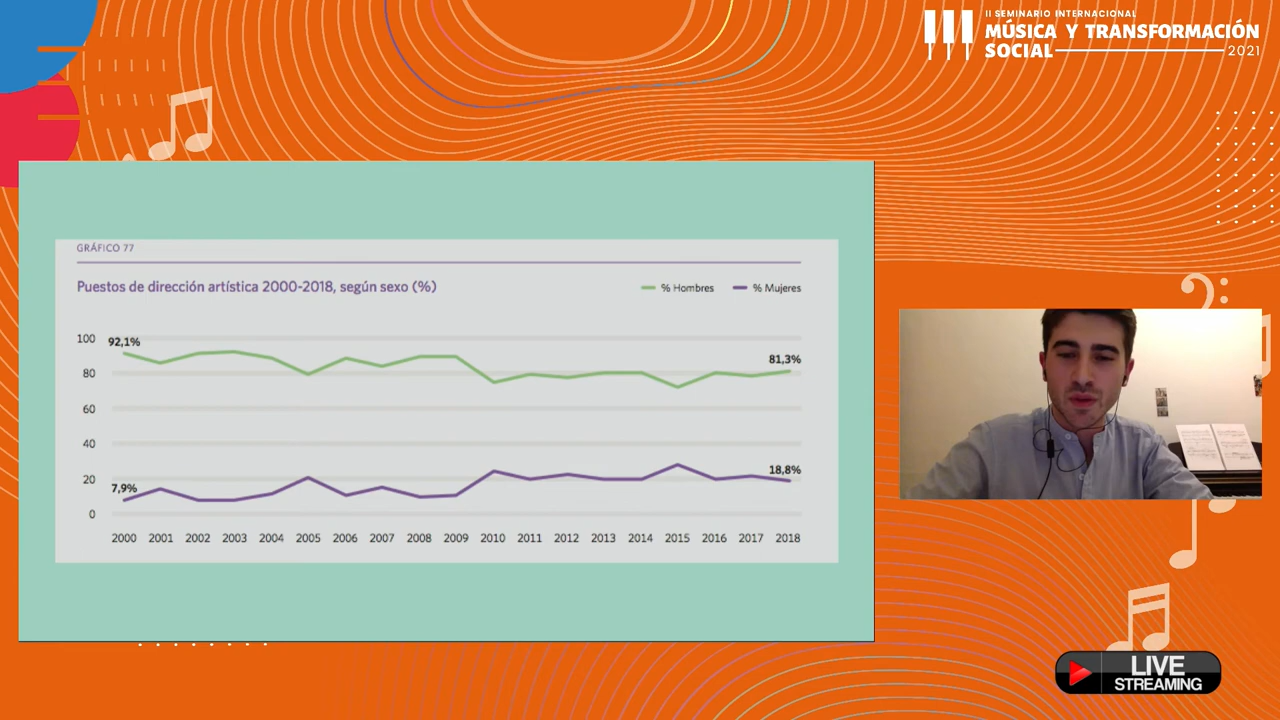 II SEMINARIO INTERNACIONAL
MÚSICA Y TRANSFORMACIÓN
SOCIAL 2021
GRÁFICO 77
Puestos de dirección artística 2000-2018, según sexo (%)
% Hombres % Mujeres
100
92,1%
81,3%
80
60
40
20
18,8%
7,9%
0
2000 2001 2002 2003 2004 2005 2006 2007 2008 2009 2010 2011 2012 2013 2014 2015 2016 2017 2018
LIVE
STREAMING